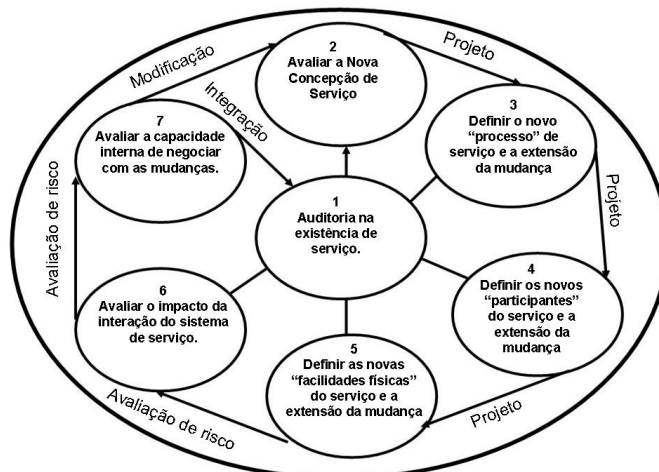 1
Auditoria na
existência de
serviço.
2
Avaliar a Nova
Concepção de
Serviço
Projeto
3
Definir o novo
“processo” de
serviço e a extensão
da mudança
Projeto
4
Definir os novos
“participantes”
do serviço e a
extensão da
mudança
Projeto
5
Definir as novas
“facilidades físicas”
do serviço e a
extensão da mudança
Avaliação de risco
6
Avaliar o impacto da
interação do sistema
de serviço.
Avaliação de risco
7
Avaliar a capacidade
interna de negociar
com as mudanças.
Modificação
Integração